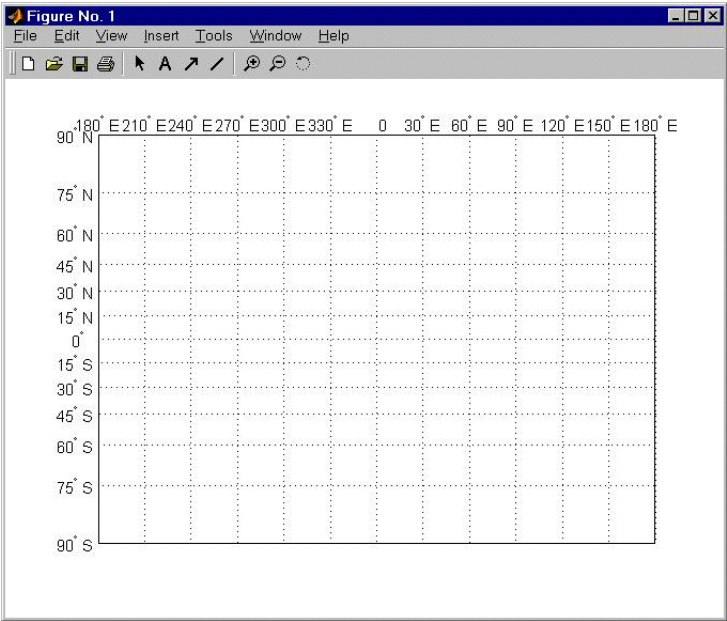 Figure No. 1
File Edit View Insert Tools Window Help
180° E 210° E 240° E 270° E 300° E 330° E 0 30° E 60° E 90° E 120° E 150° E 180° E
90° N
75° N
60° N
45° N
30° N
15° N
0°
15° S
30° S
45° S
60° S
75° S
90° S